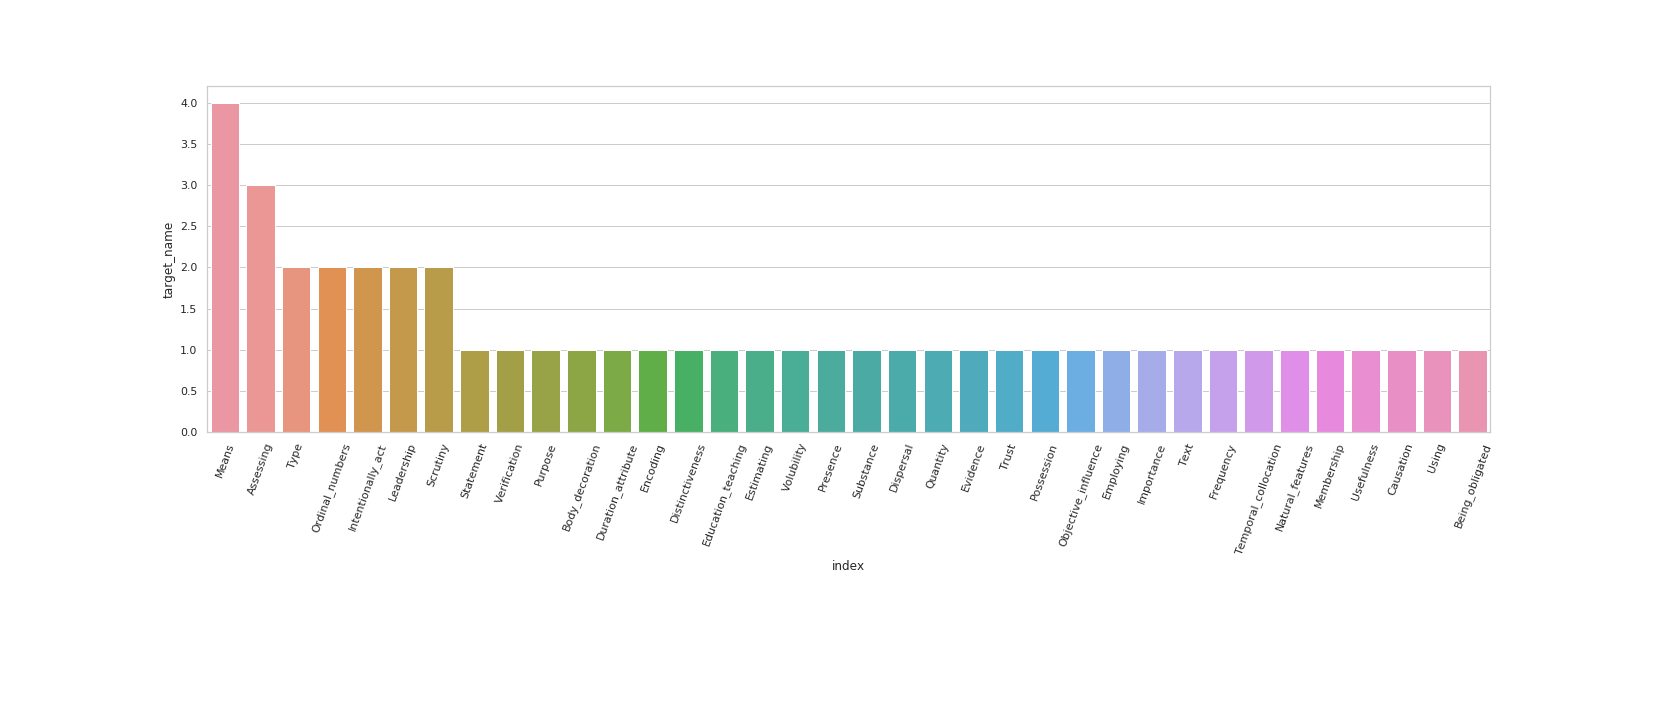 4.0
3.5
3.0
2.5
2.0
1.5
1.0
0.5
0.0
target_name
Means
Assessing
Type
Ordinal_numbers
Intentionally_act
Leadership
Scrutiny
Statement
Verification
Purpose
Body_decoration
Duration_attribute
Encoding
Distinctiveness
Education_teaching
Estimating
Volubility
Presence
Substance
Dispersal
Quantity
Evidence
Trust
Possession
Objective_influence
Employing
Importance
Text
Frequency
Temporal_collocation
Natural_features
Membership
Usefulness
Causation
Using
Being_obligated
index